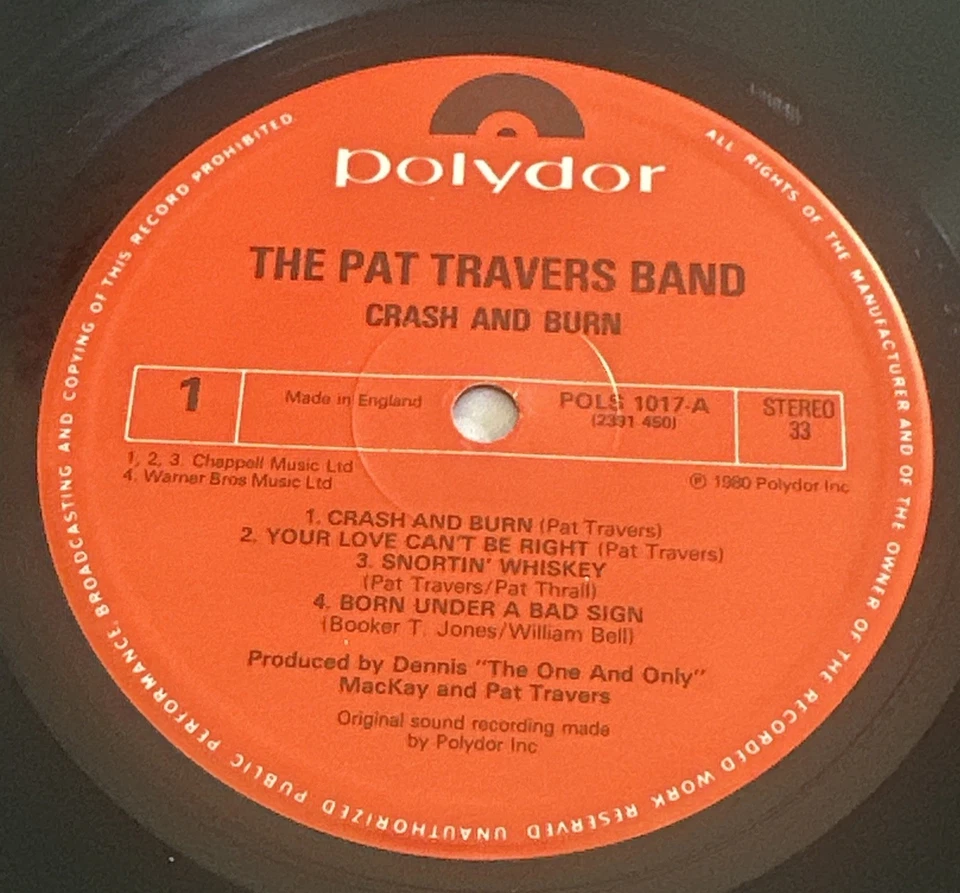 polydor
THE PAT TRAVERS BAND
CRASH AND BURN
1
Made in England
POLS 1017-A
(2391 450)
STEREO
33
1, 2, 3. Chappell Music Ltd
4. Warner Bros Music Ltd
℗ 1980 Polydor Inc
1. CRASH AND BURN (Pat Travers)
2. YOUR LOVE CAN'T BE RIGHT (Pat Travers)
3. SNORTIN' WHISKEY
(Pat Travers/Pat Thrall)
4. BORN UNDER A BAD SIGN
(Booker T. Jones/William Bell)
Produced by Dennis "The One And Only"
MacKay and Pat Travers
Original sound recording made
by Polydor Inc
ALL RIGHTS OF THE MANUFACTURER AND OF THE OWNER OF THE RECORDED WORK RESERVED UNAUTHORIZED PUBLIC PERFORMANCE, BROADCASTING AND COPYING OF THIS RECORD PROHIBITED.